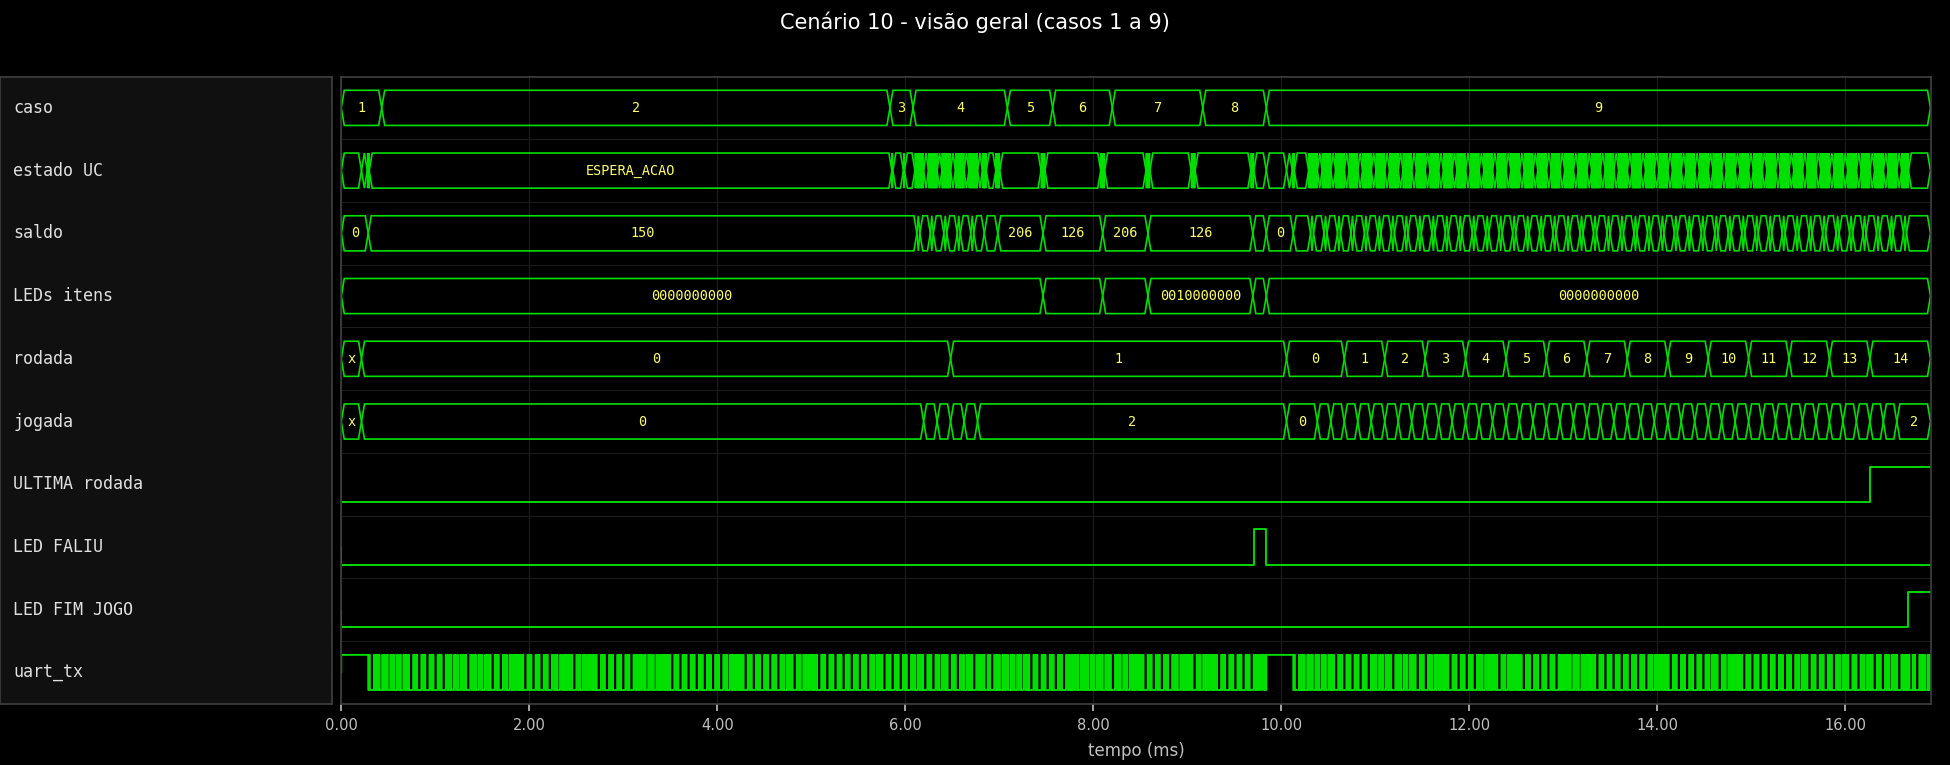 Cenário 10 - visão geral (casos 1 a 9)
caso 1 2 3 4 5 6 7 8 9
estado UC ESPERA_ACAO
saldo 0 150 206 126 206 126 0
LEDs itens 0000000000 0010000000 0000000000
rodada x 0 1 0 1 2 3 4 5 6 7 8 9 10 11 12 13 14
jogada x 0 2 0 2
ULTIMA rodada
LED FALIU
LED FIM JOGO
uart_tx
0.00 2.00 4.00 6.00 8.00 10.00 12.00 14.00 16.00
tempo (ms)